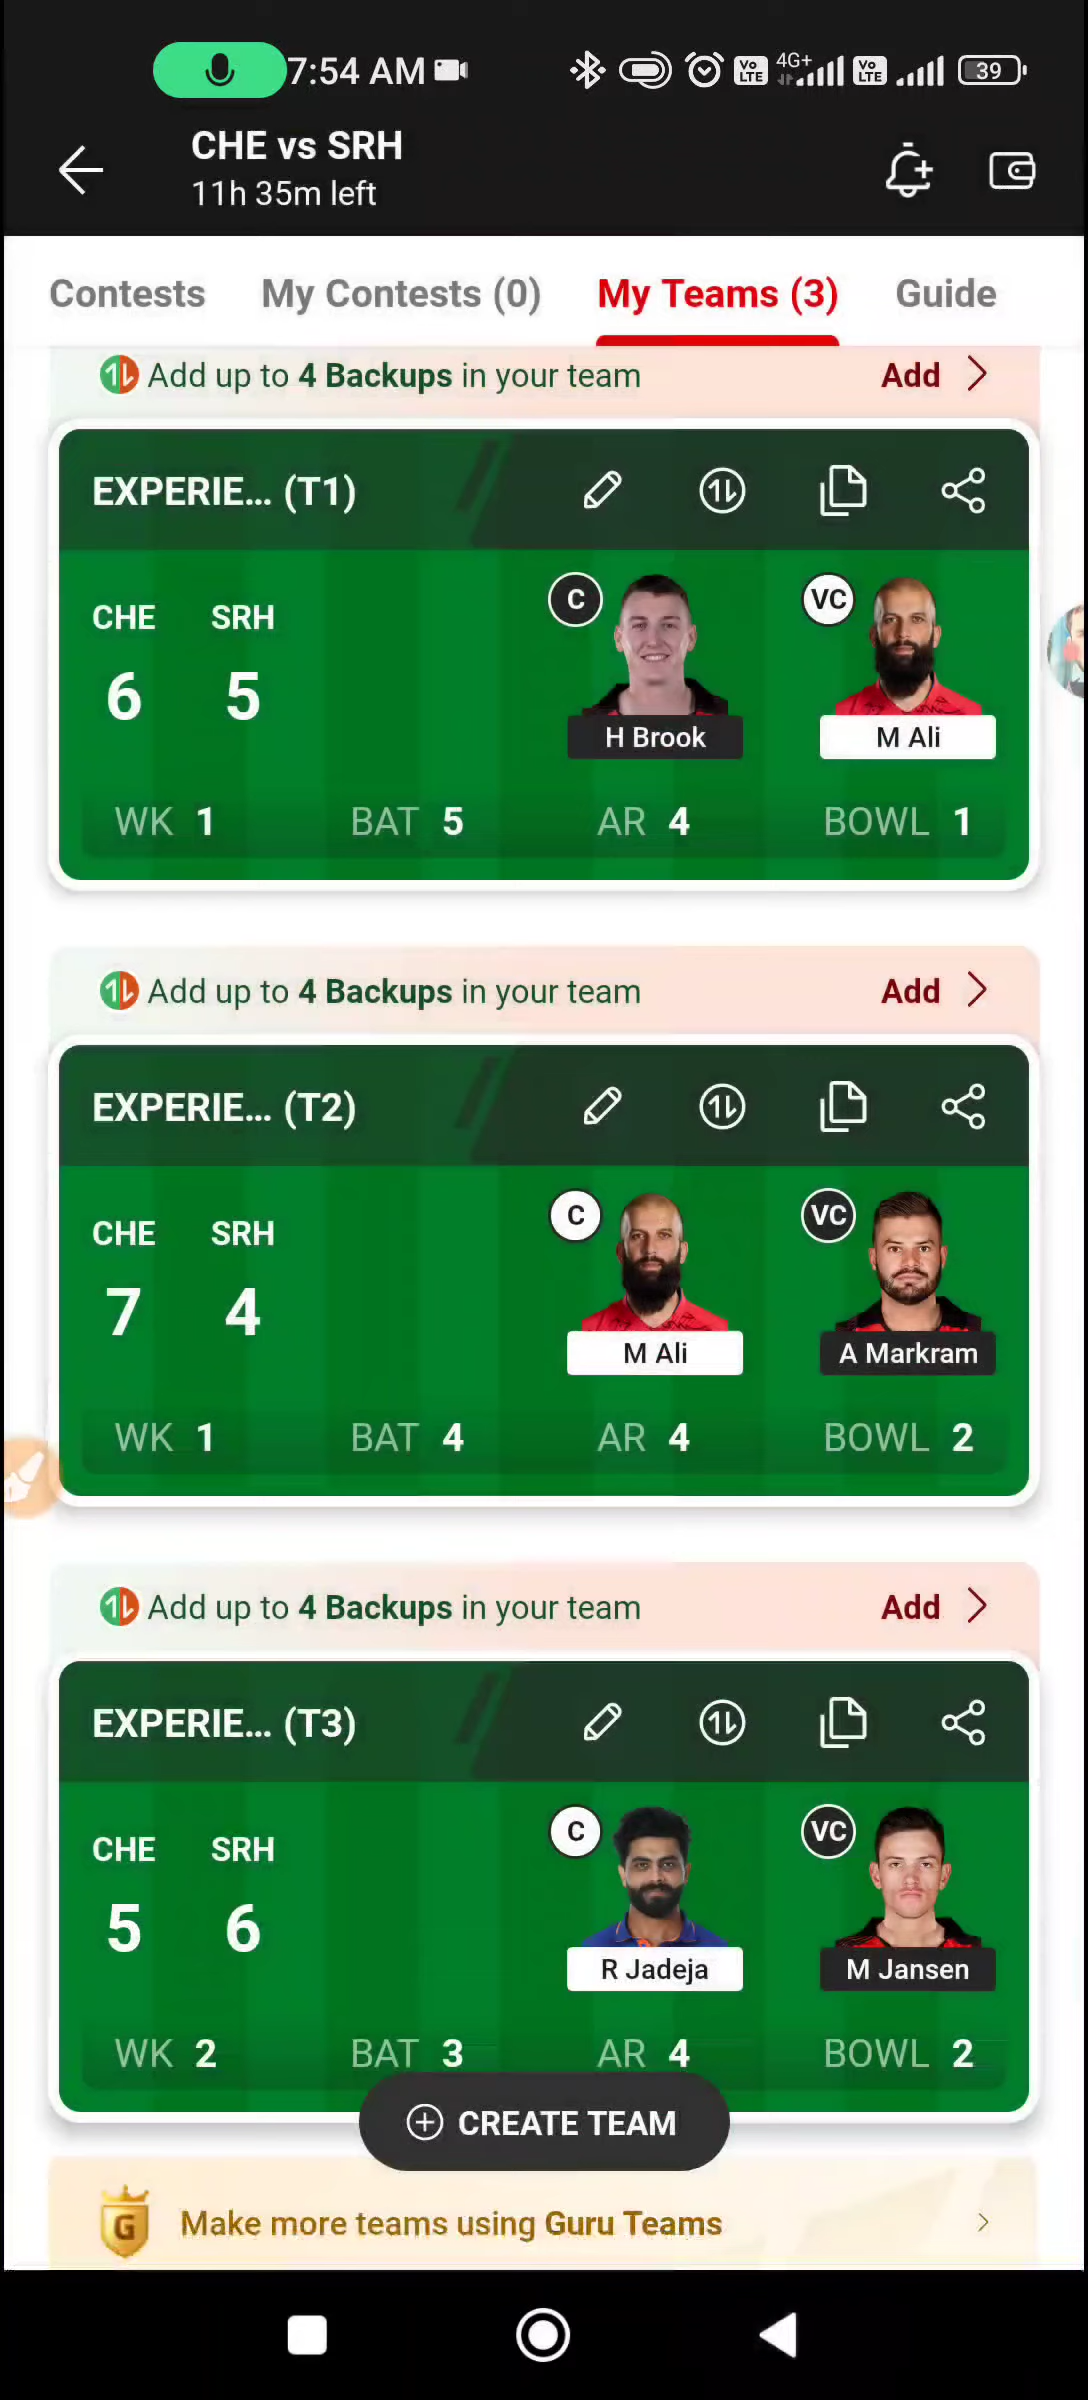 7:54 AM
4G+
Vo LTE
Vo LTE
39
CHE vs SRH
11h 35m left
Contests
My Contests (0)
My Teams (3)
Guide
Add up to 4 Backups in your team
Add
EXPERIE... (T1)
CHE SRH
6 5
C
VC
H Brook
M Ali
WK 1
BAT 5
AR 4
BOWL 1
Add up to 4 Backups in your team
Add
EXPERIE... (T2)
CHE SRH
7 4
C
VC
M Ali
A Markram
WK 1
BAT 4
AR 4
BOWL 2
Add up to 4 Backups in your team
Add
EXPERIE... (T3)
CHE SRH
5 6
C
VC
R Jadeja
M Jansen
WK 2
BAT 3
AR 4
BOWL 2
CREATE TEAM
G
Make more teams using Guru Teams